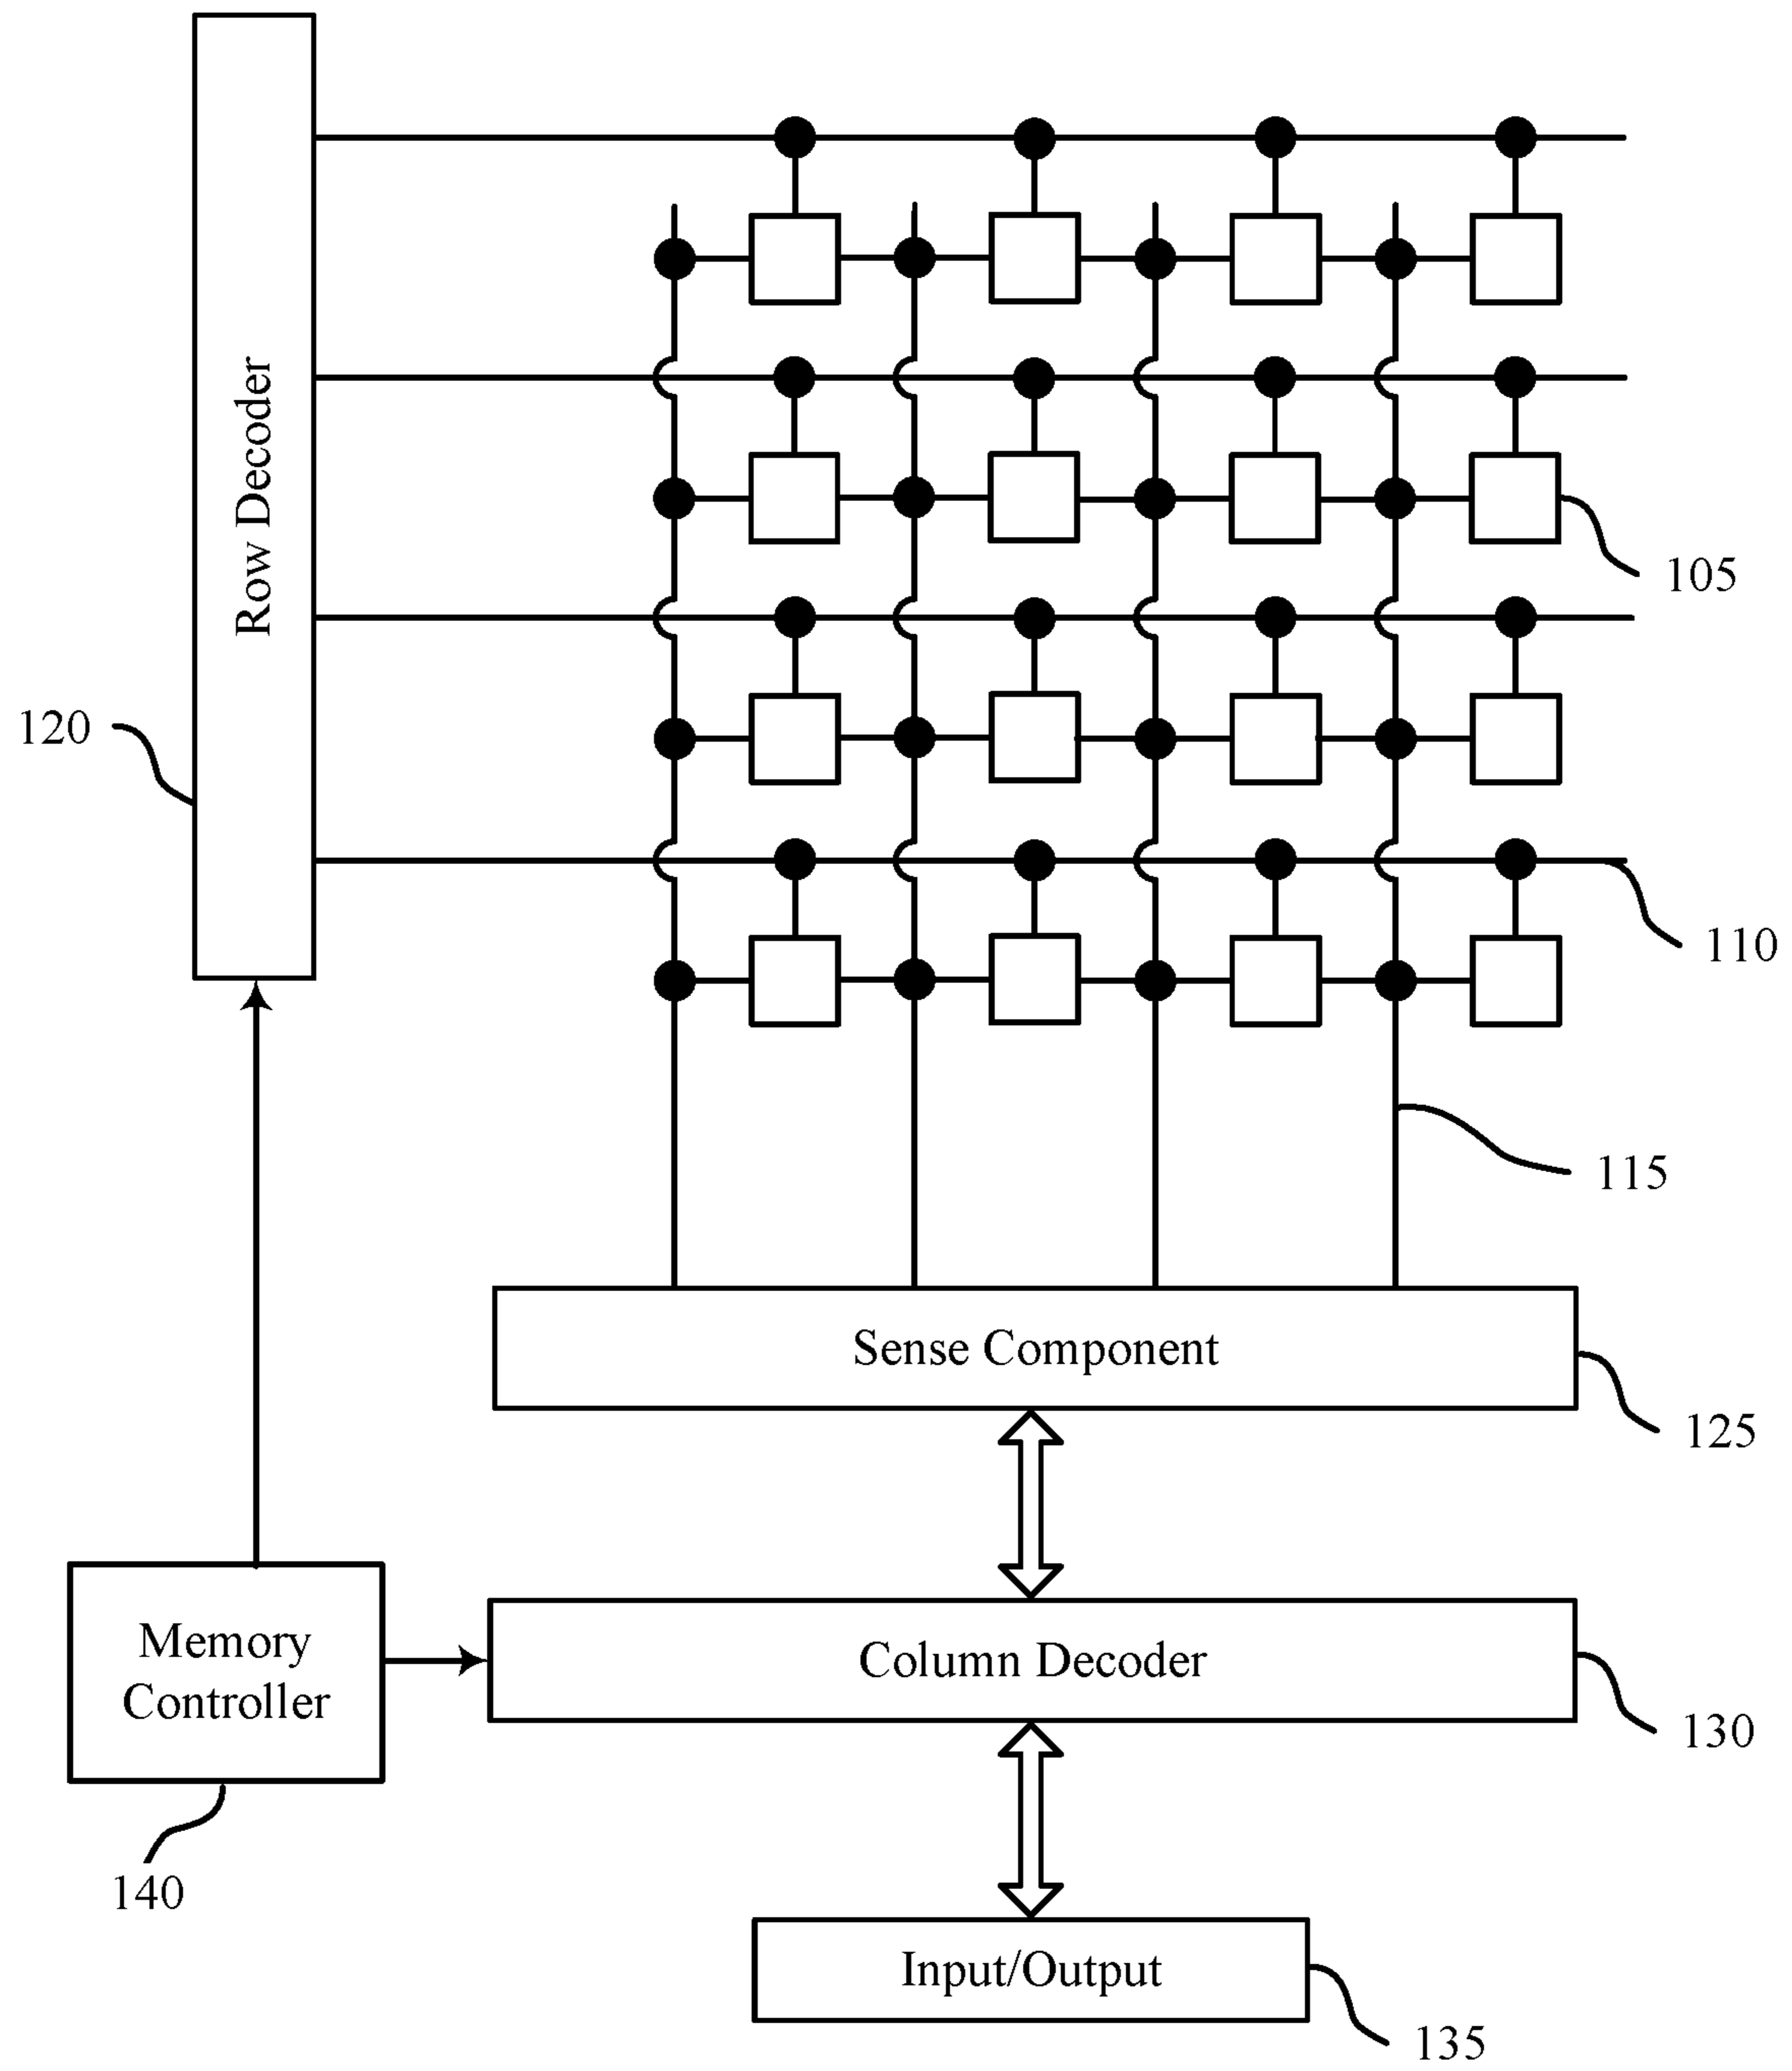 Row Decoder
105
120
110
115
Sense Component
125
Memory
Controller
Column Decoder
130
140
Input/Output
135